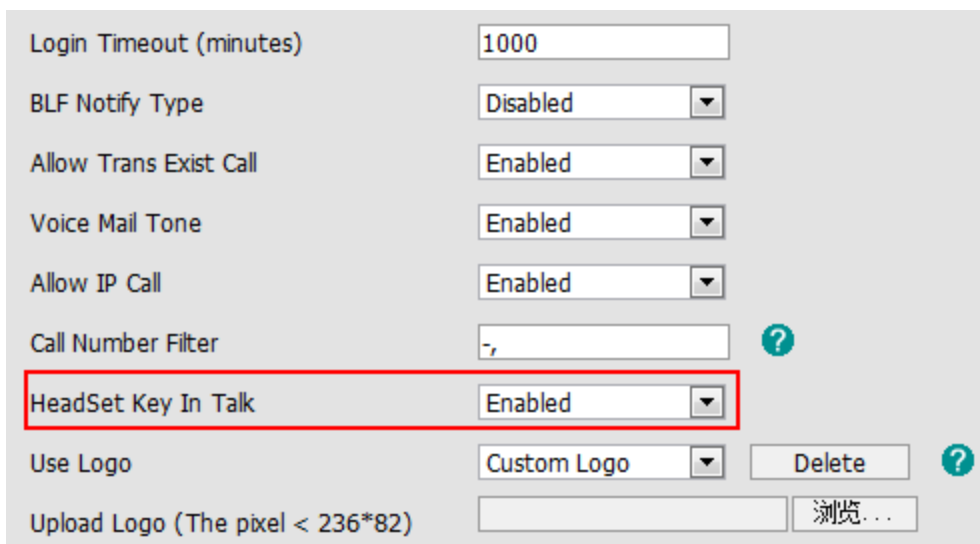 Login Timeout (minutes) 1000
BLF Notify Type Disabled
Allow Trans Exist Call Enabled
Voice Mail Tone Enabled
Allow IP Call Enabled
Call Number Filter -, ?
HeadSet Key In Talk Enabled
Use Logo Custom Logo Delete ?
Upload Logo (The pixel < 236*82) 浏览...